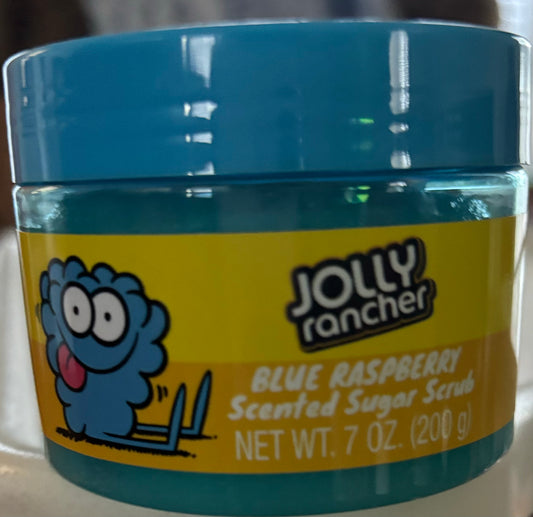 JOLLY
rancher
BLUE RASPBERRY
Scented Sugar Scrub
NET WT. 7 OZ. (200 g)